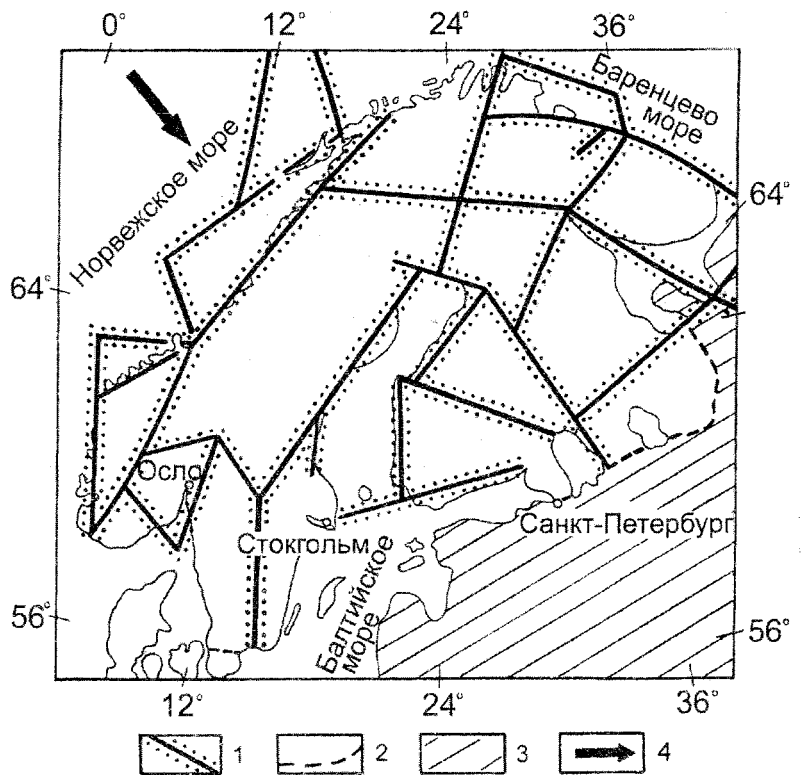 0° 12° 24° 36°
Баренцево
море
Норвежское море
64°
64°
Осло
Стокгольм
Санкт-Петербург
Балтийское
море
56°
56°
12° 24° 36°
1 2 3 4